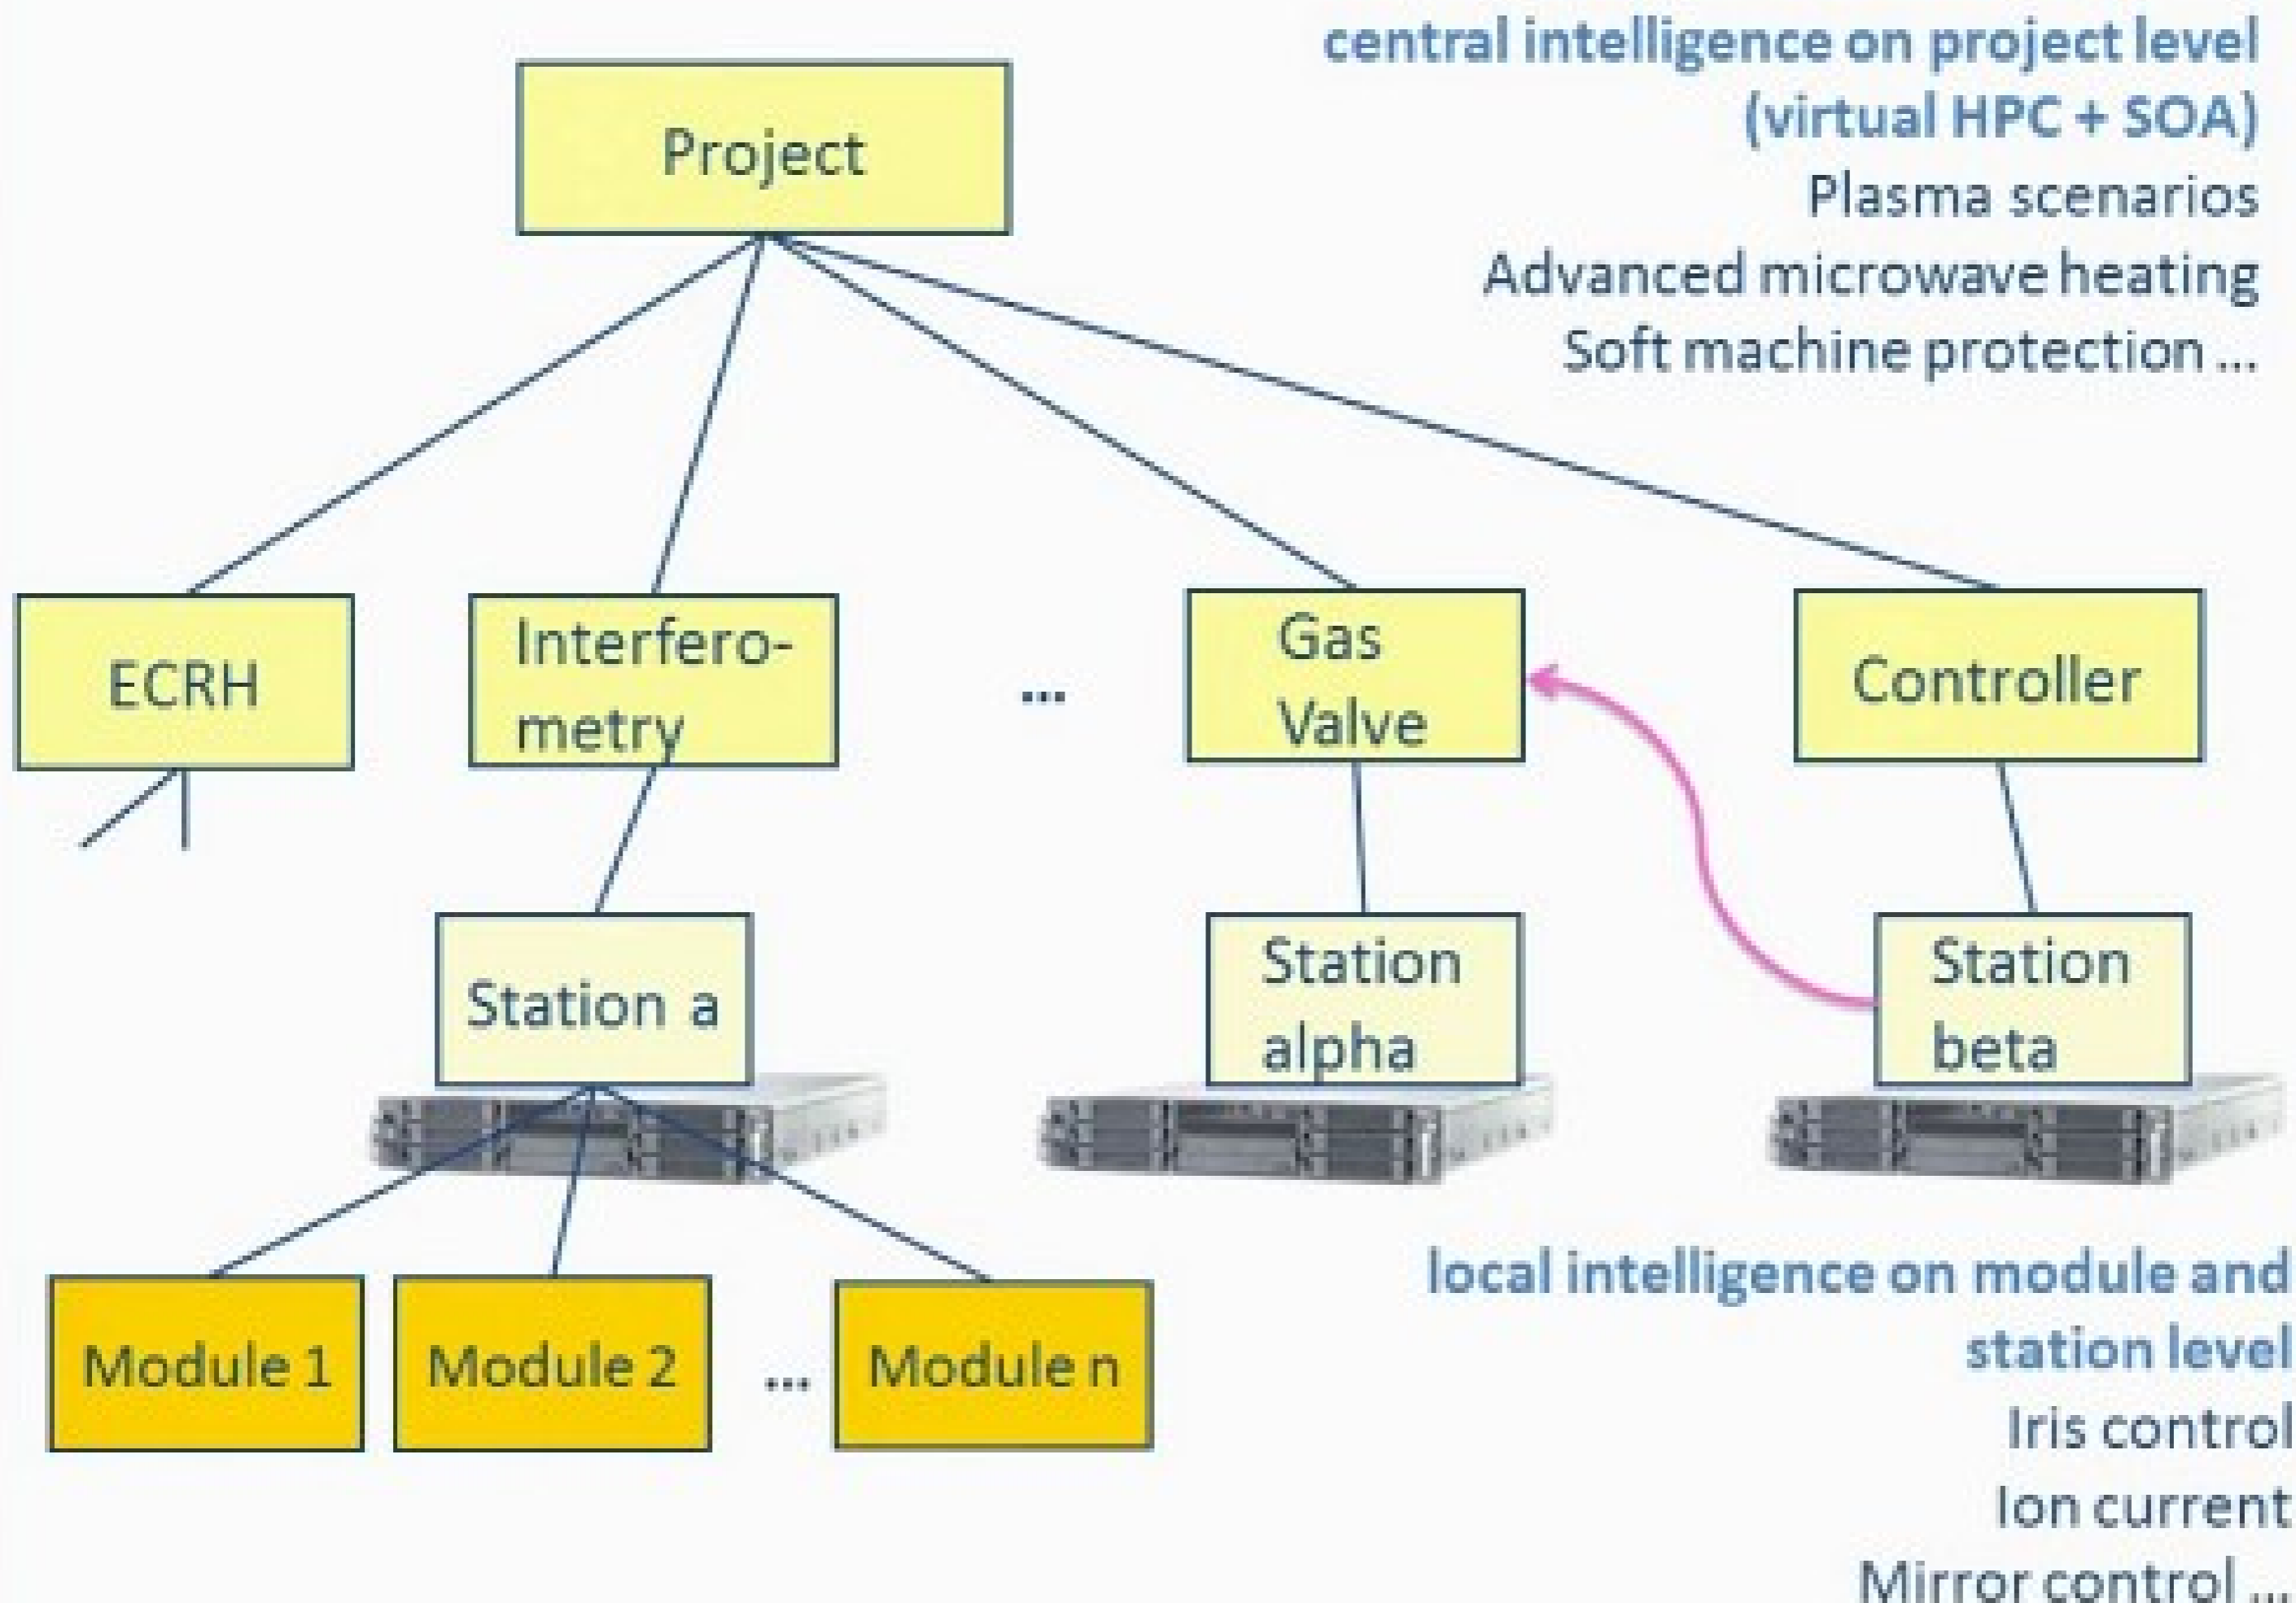 central intelligence on project level
(virtual HPC + SOA)
Plasma scenarios
Advanced microwave heating
Soft machine protection ...
Project
ECRH
Interfero-
metry
...
Gas
Valve
Controller
Station a
Station
alpha
Station
beta
Module 1
Module 2
...
Module n
local intelligence on module and
station level
Iris control
Ion current
Mirror control ...